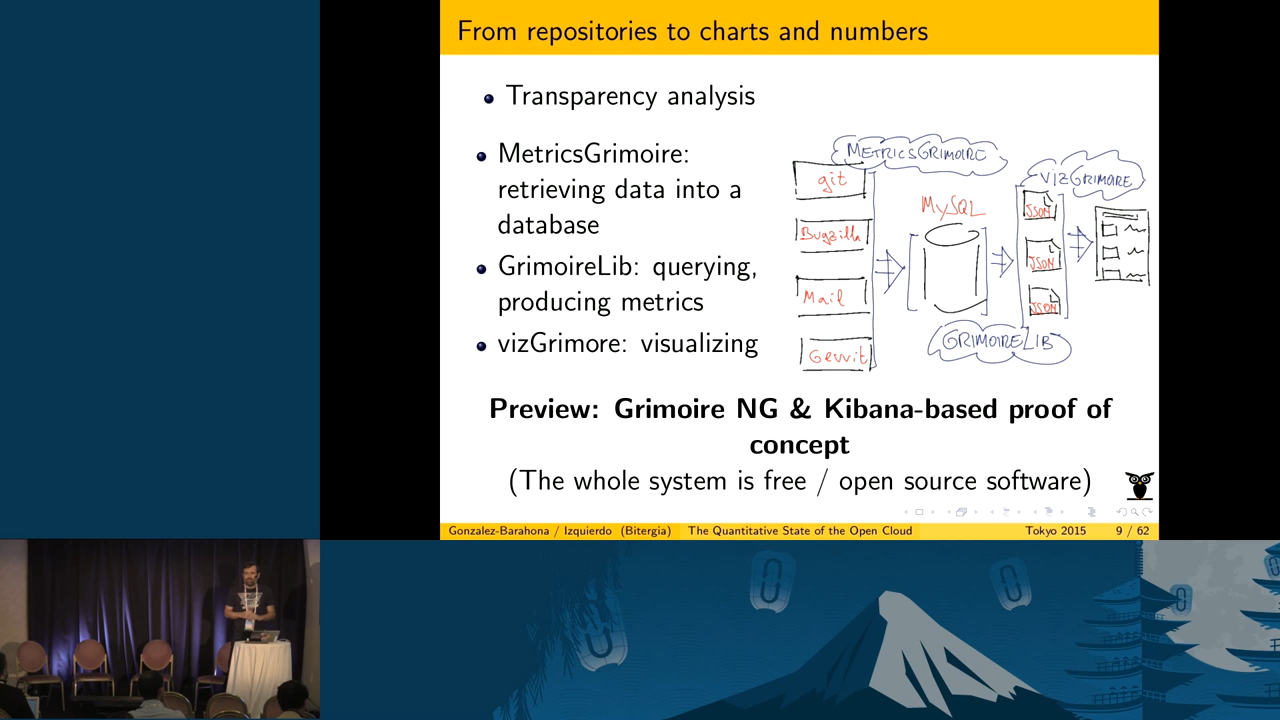 From repositories to charts and numbers
Transparency analysis
MetricsGrimoire:
retrieving data into a
database
GrimoireLib: querying,
producing metrics
vizGrimore: visualizing
METRICSGRIMOIRE
git
Bugzilla
Mail
Gerrit
MySQL
VIZGRIMOIRE
JSON
JSON
JSON
GRIMOIRELIB
Preview: Grimoire NG & Kibana-based proof of
concept
(The whole system is free / open source software)
Gonzalez-Barahona / Izquierdo (Bitergia) The Quantitative State of the Open Cloud Tokyo 2015 9 / 62